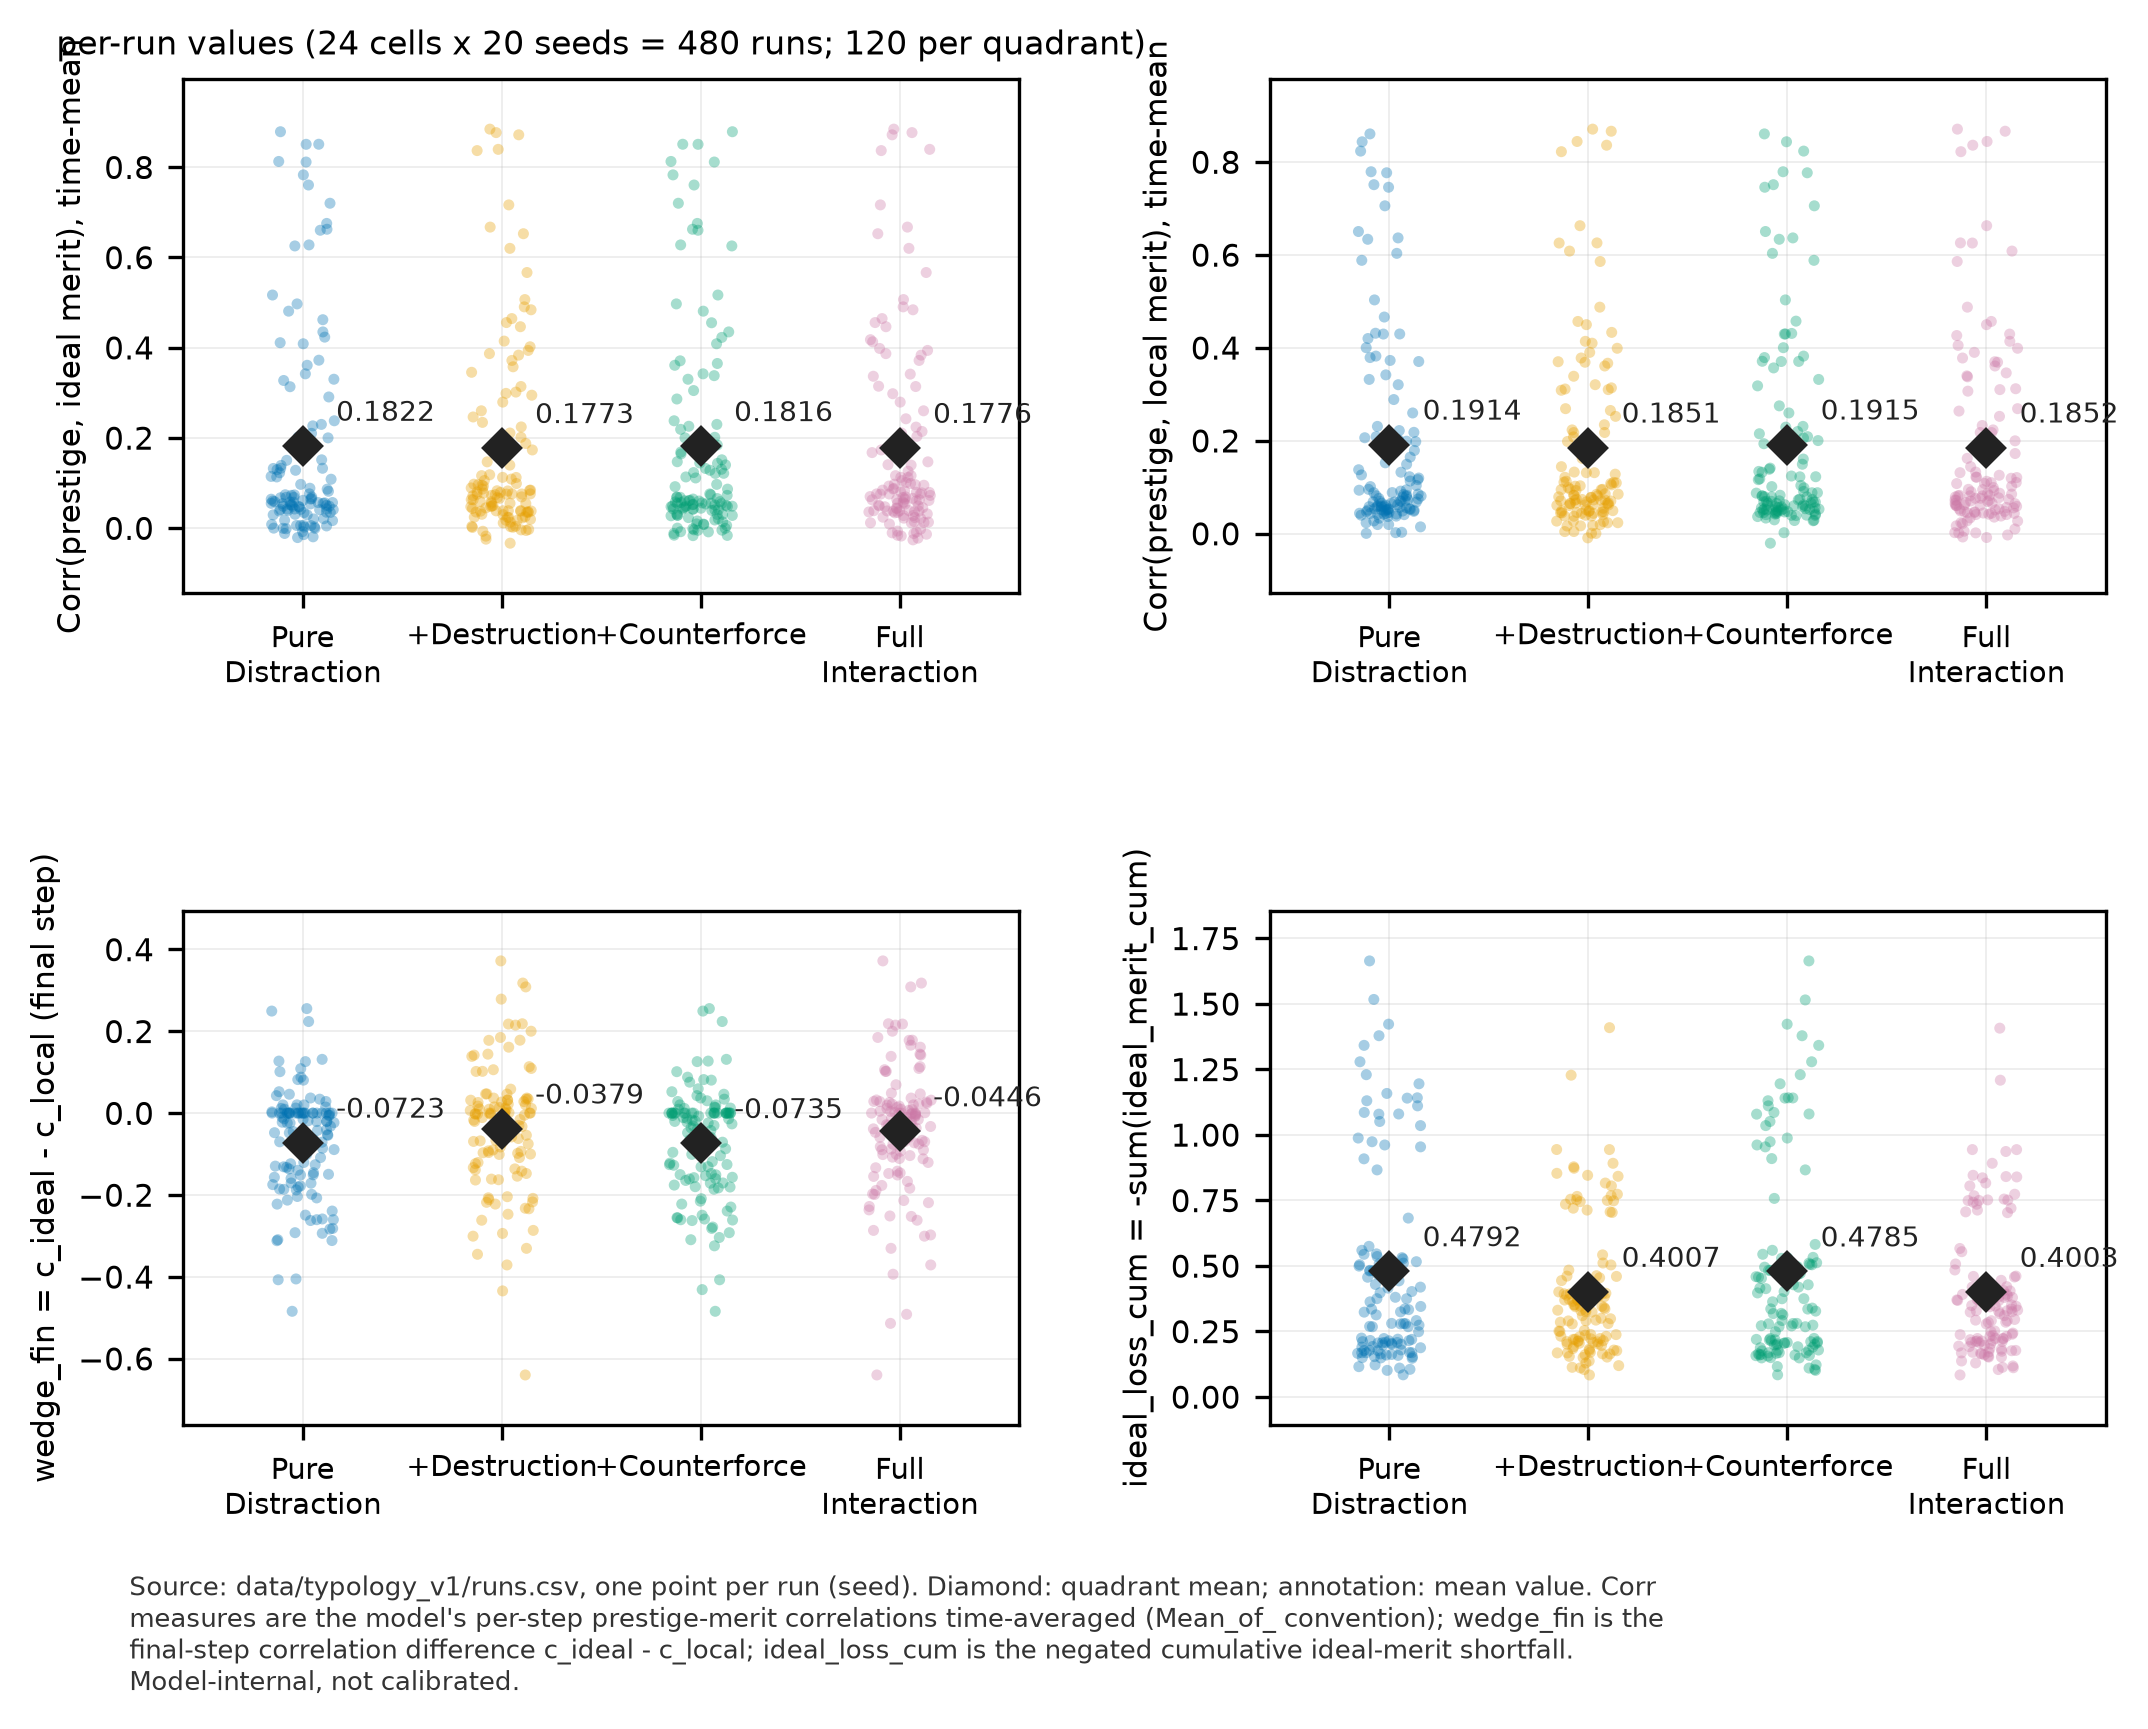 per-run values (24 cells x 20 seeds = 480 runs; 120 per quadrant)
Corr(prestige, ideal merit), time-mean
0.8
0.6
0.4
0.2
0.0
0.1822
0.1773
0.1816
0.1776
Pure
Distraction
+Destruction
+Counterforce
Full
Interaction
Corr(prestige, local merit), time-mean
0.8
0.6
0.4
0.2
0.0
0.1914
0.1851
0.1915
0.1852
Pure
Distraction
+Destruction
+Counterforce
Full
Interaction
wedge_fin = c_ideal - c_local (final step)
0.4
0.2
0.0
−0.2
−0.4
−0.6
-0.0723
-0.0379
-0.0735
-0.0446
Pure
Distraction
+Destruction
+Counterforce
Full
Interaction
ideal_loss_cum = -sum(ideal_merit_cum)
1.75
1.50
1.25
1.00
0.75
0.50
0.25
0.00
0.4792
0.4007
0.4785
0.4003
Pure
Distraction
+Destruction
+Counterforce
Full
Interaction
Source: data/typology_v1/runs.csv, one point per run (seed). Diamond: quadrant mean; annotation: mean value. Corr
measures are the model's per-step prestige-merit correlations time-averaged (Mean_of_ convention); wedge_fin is the
final-step correlation difference c_ideal - c_local; ideal_loss_cum is the negated cumulative ideal-merit shortfall.
Model-internal, not calibrated.